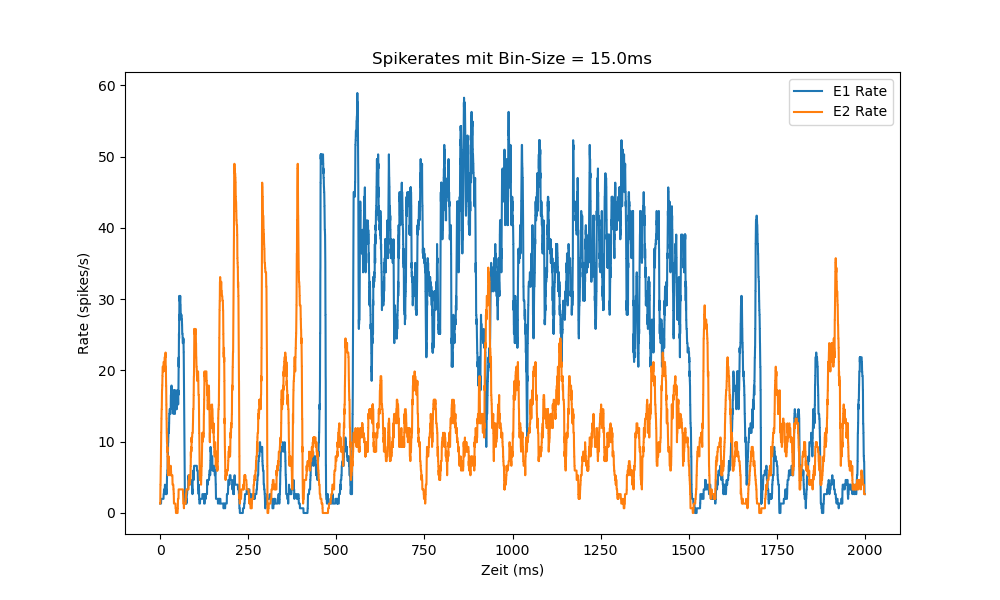 Spikerates mit Bin-Size = 15.0ms
E1 Rate
E2 Rate
Rate (spikes/s)
60
50
40
30
20
10
0
0 250 500 750 1000 1250 1500 1750 2000
Zeit (ms)